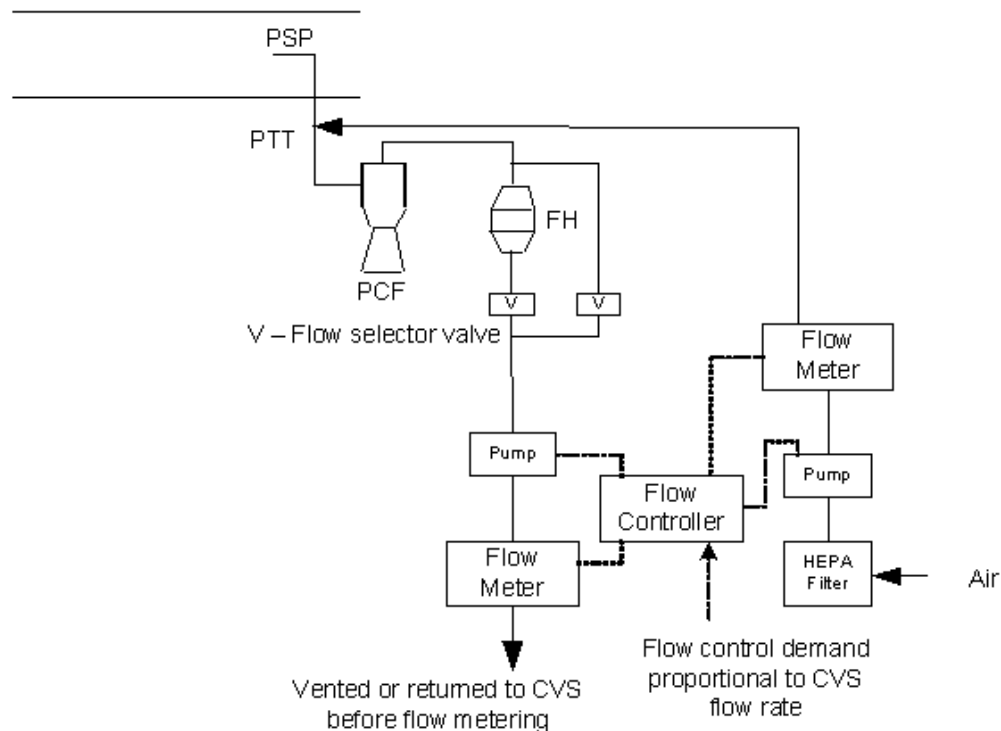 PSP
PTT
FH
PCF
V
V
V – Flow selector valve
Flow
Meter
Pump
Flow
Controller
Pump
Flow
Meter
HEPA
Filter
Air
Flow control demand
proportional to CVS
flow rate
Vented or returned to CVS
before flow metering